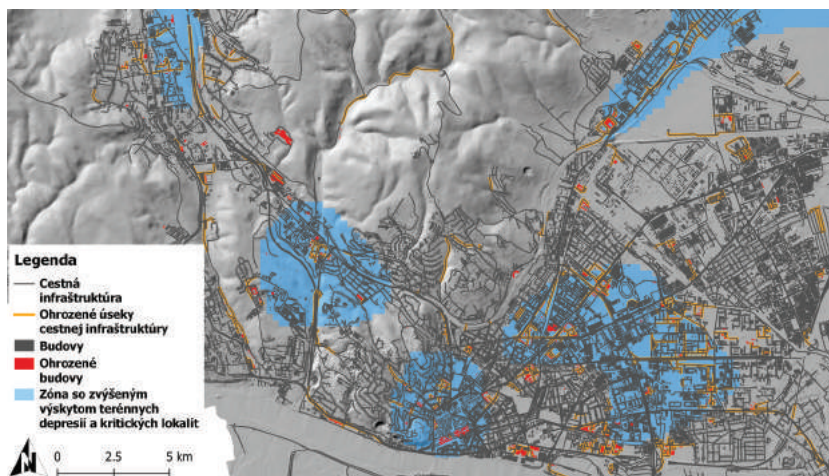 Legenda
Cestná
infraštruktúra
Ohrozené úseky
cestnej infraštruktúry
Budovy
Ohrozené
budovy
Zóna so zvýšeným
výskytom terénnych
depresií a kritických lokalít
N
0 2.5 5 km